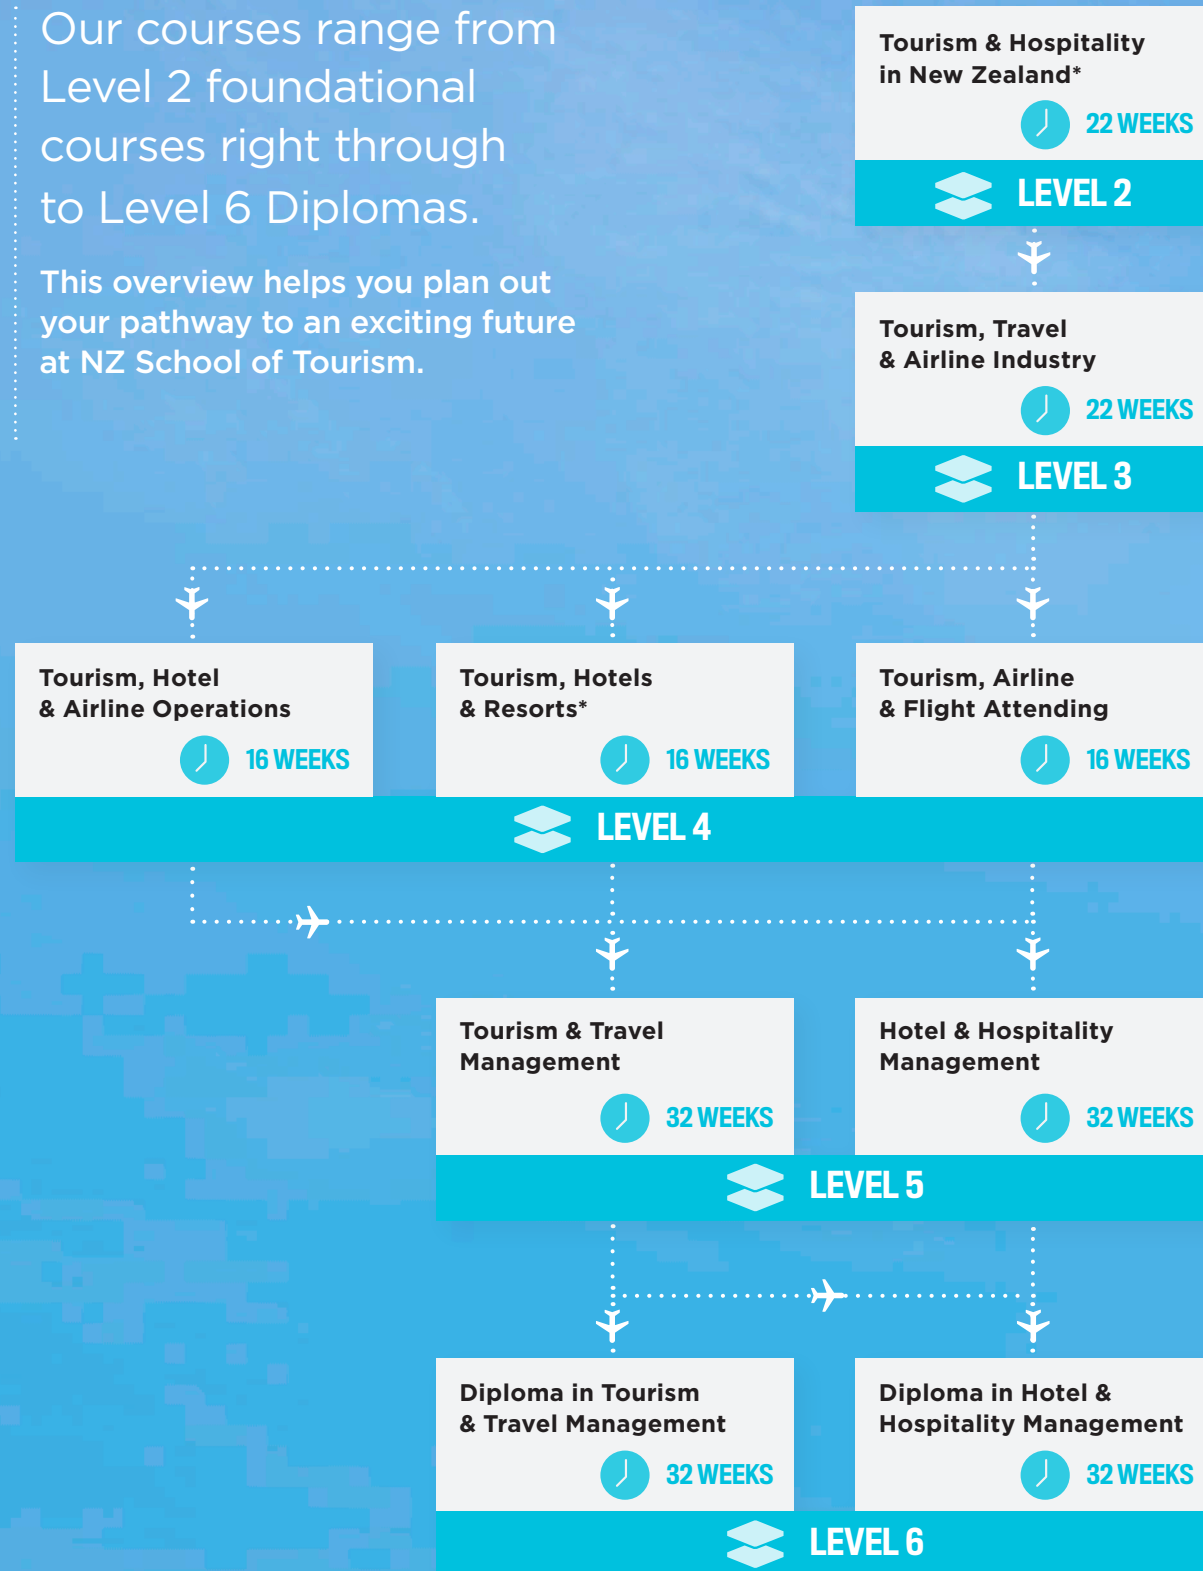 Our courses range from
Level 2 foundational
courses right through
to Level 6 Diplomas.
This overview helps you plan out
your pathway to an exciting future
at NZ School of Tourism.
Tourism & Hospitality
in New Zealand*
22 WEEKS
LEVEL 2
Tourism, Travel
& Airline Industry
22 WEEKS
LEVEL 3
Tourism, Hotel
& Airline Operations
16 WEEKS
Tourism, Hotels
& Resorts*
16 WEEKS
Tourism, Airline
& Flight Attending
16 WEEKS
LEVEL 4
Tourism & Travel
Management
32 WEEKS
Hotel & Hospitality
Management
32 WEEKS
LEVEL 5
Diploma in Tourism
& Travel Management
32 WEEKS
Diploma in Hotel &
Hospitality Management
32 WEEKS
LEVEL 6